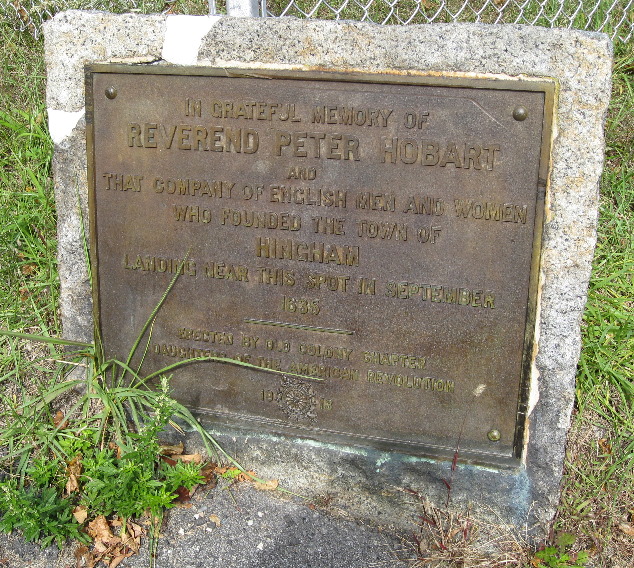 IN GRATEFUL MEMORY OF
REVEREND PETER HOBART
AND
THAT COMPANY OF ENGLISH MEN AND WOMEN
WHO FOUNDED THE TOWN OF
HINGHAM
LANDING NEAR THIS SPOT IN SEPTEMBER
1635
ERECTED BY OLD COLONY CHAPTER
DAUGHTERS OF THE AMERICAN REVOLUTION